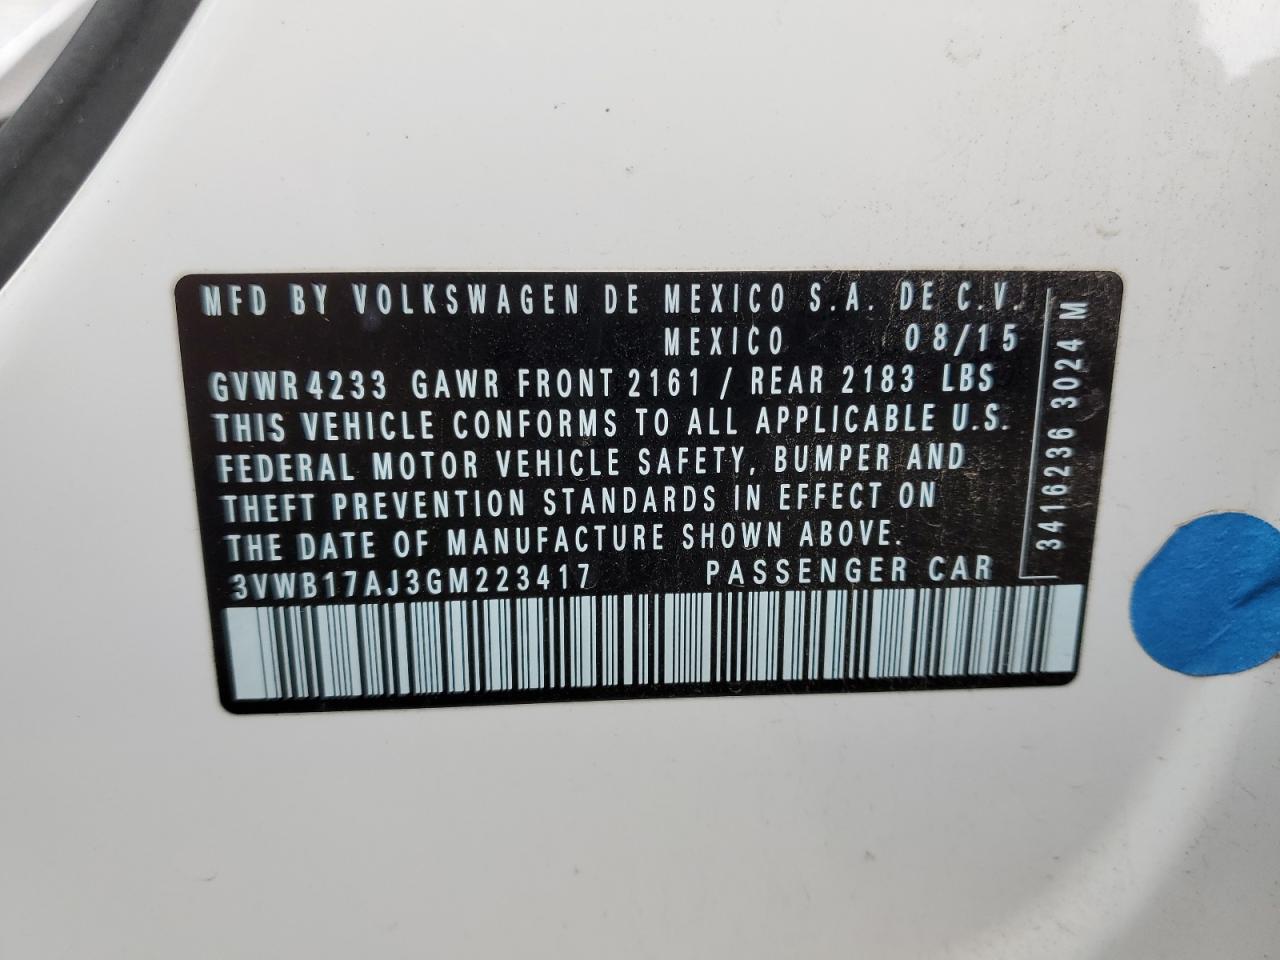 MFD BY VOLKSWAGEN DE MEXICO S.A. DE C.V.
MEXICO 08/15
GVWR 4233 GAWR FRONT 2161 / REAR 2183 LBS
THIS VEHICLE CONFORMS TO ALL APPLICABLE U.S.
FEDERAL MOTOR VEHICLE SAFETY, BUMPER AND
THEFT PREVENTION STANDARDS IN EFFECT ON
THE DATE OF MANUFACTURE SHOWN ABOVE.
3VWB17AJ3GM223417 PASSENGER CAR
3416236 3024 M